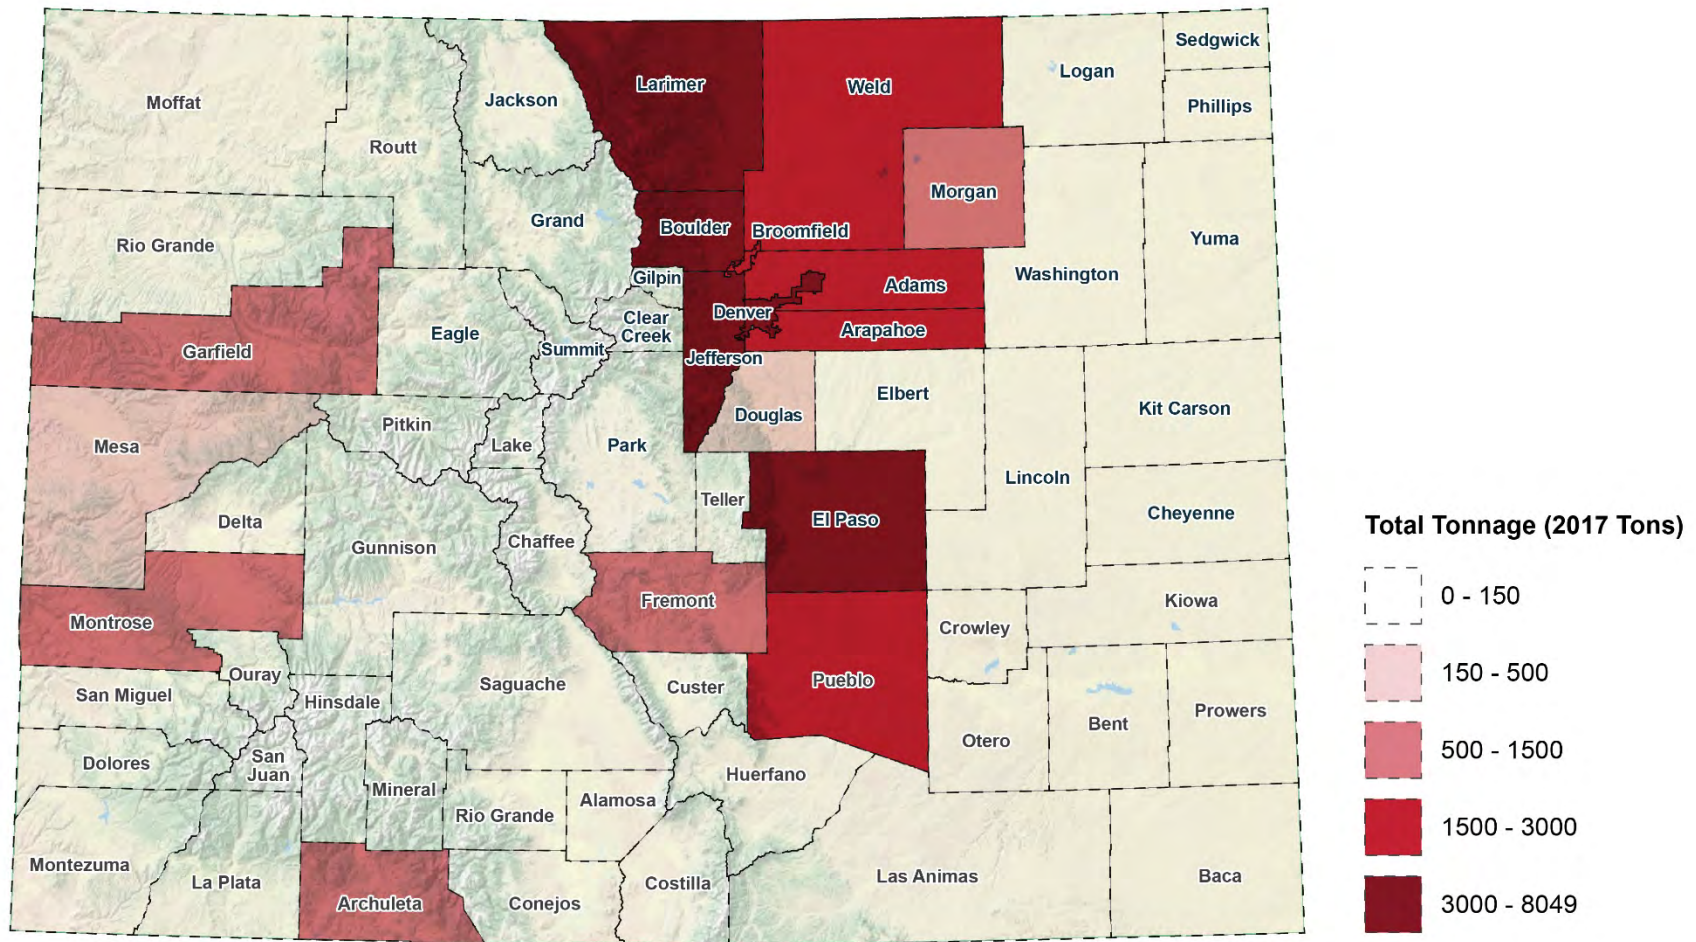 Sedgwick
Logan
Larimer
Weld
Moffat
Jackson
Phillips
Routt
Morgan
Grand
Boulder
Broomfield
Rio Grande
Yuma
Gilpin
Washington
Adams
Denver
Clear
Creek
Eagle
Arapahoe
Summit
Garfield
Jefferson
Elbert
Kit Carson
Douglas
Pitkin
Mesa
Lake
Park
Lincoln
Teller
Cheyenne
El Paso
Delta
Total Tonnage (2017 Tons)
Chaffee
Gunnison
0 - 150
Fremont
Kiowa
Montrose
Crowley
150 - 500
Ouray
Pueblo
Saguache
Custer
San Miguel
Hinsdale
Prowers
Bent
Otero
500 - 1500
San
Juan
Dolores
Huerfano
Mineral
Alamosa
Rio Grande
1500 - 3000
Montezuma
La Plata
Costilla
Las Animas
Baca
Archuleta
Conejos
3000 - 8049